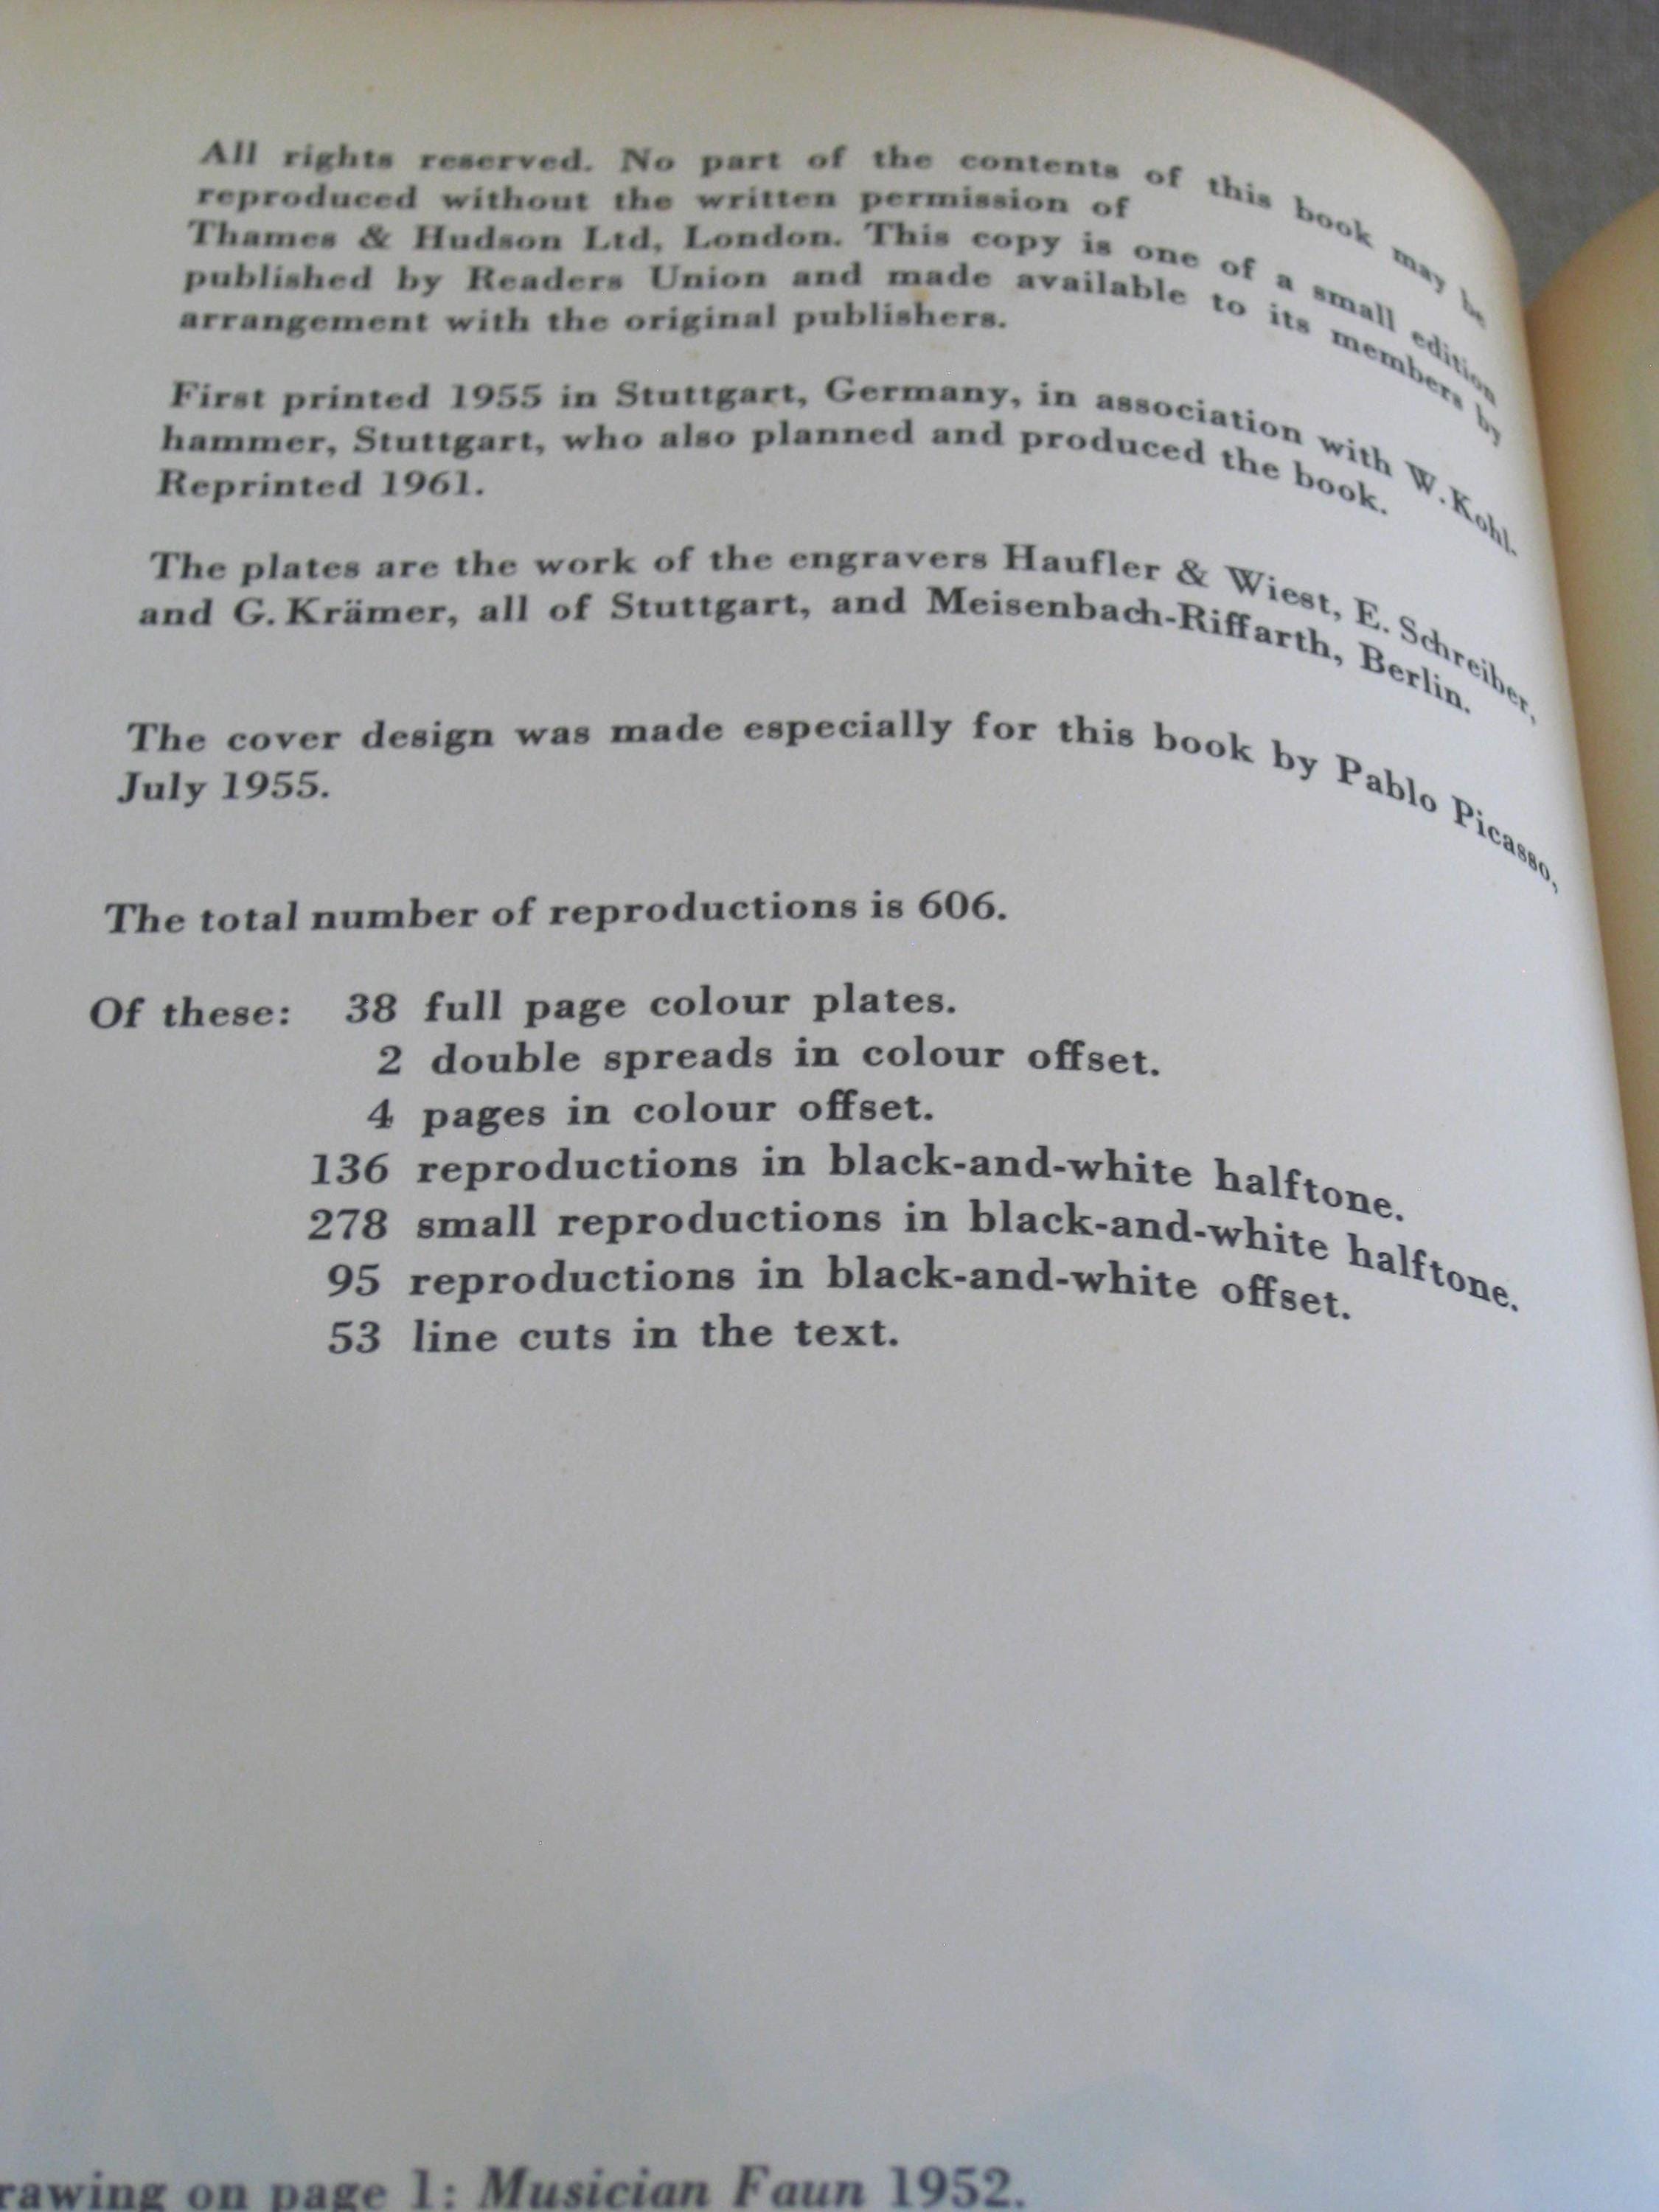 All rights reserved. No part of the contents of this book may be
reproduced without the written permission of
Thames & Hudson Ltd, London. This copy is one of a small edition
published by Readers Union and made available to its members by
arrangement with the original publishers.
First printed 1955 in Stuttgart, Germany, in association with W. Kohl-
hammer, Stuttgart, who also planned and produced the book.
Reprinted 1961.
The plates are the work of the engravers Haufler & Wiest, E. Schreiber,
and G. Krämer, all of Stuttgart, and Meisenbach-Riffarth, Berlin.
The cover design was made especially for this book by Pablo Picasso,
July 1955.
The total number of reproductions is 606.
Of these: 38 full page colour plates.
2 double spreads in colour offset.
4 pages in colour offset.
136 reproductions in black-and-white halftone.
278 small reproductions in black-and-white halftone.
95 reproductions in black-and-white offset.
53 line cuts in the text.
rawing on page 1: Musician Faun 1952.